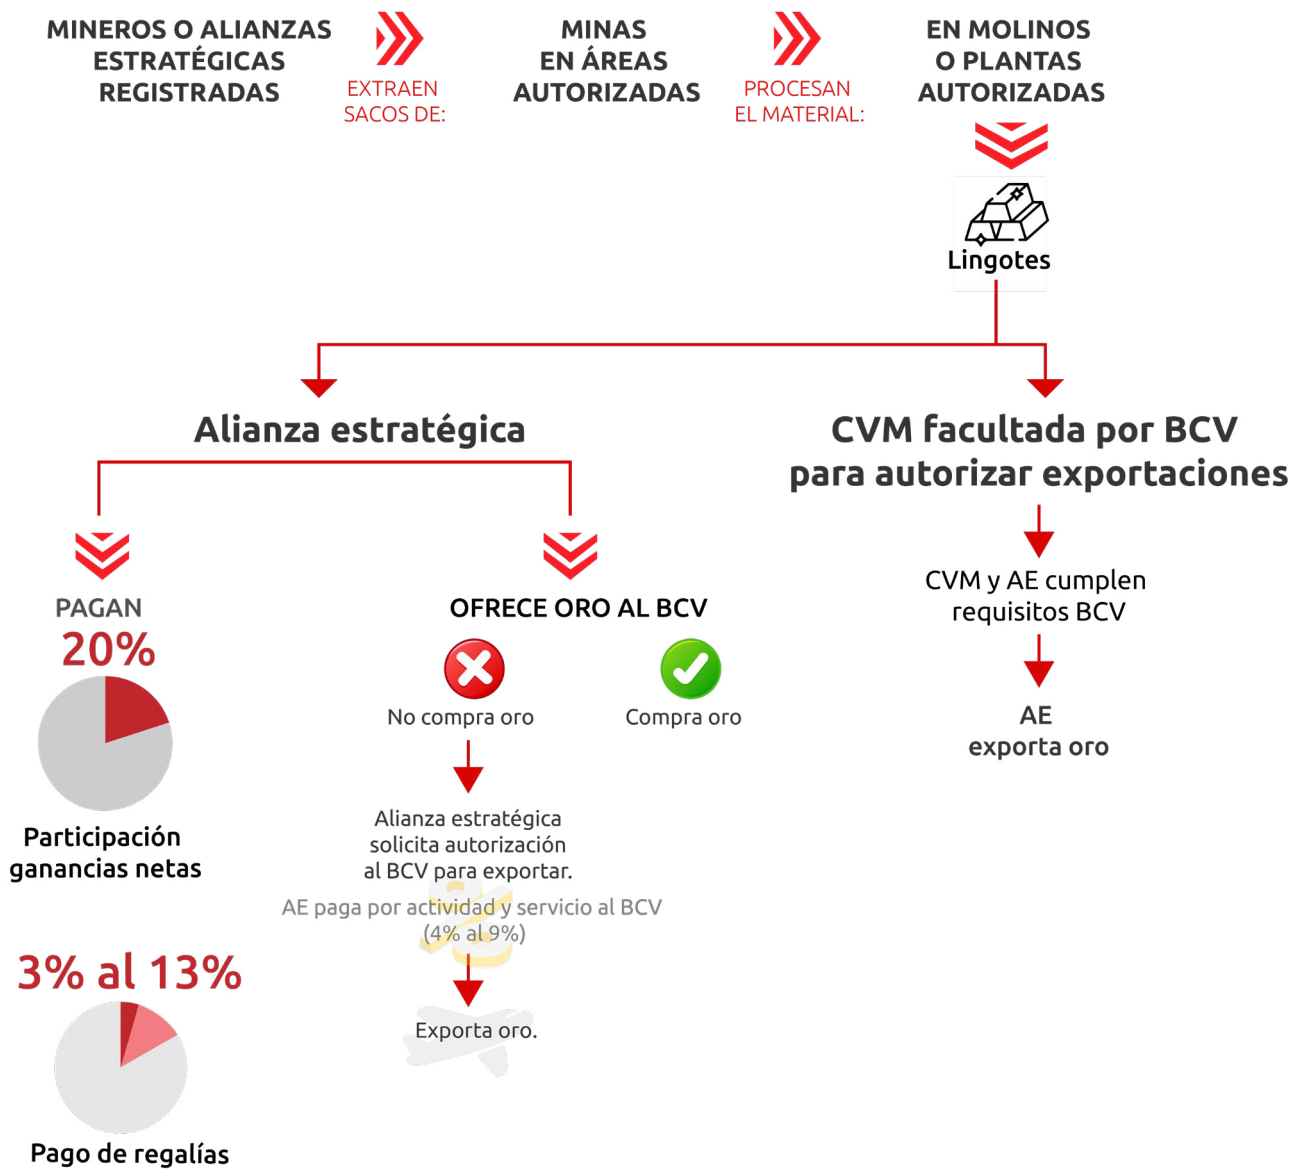 MINEROS O ALIANZAS
ESTRATÉGICAS
REGISTRADAS
EXTRAEN
SACOS DE:
MINAS
EN ÁREAS
AUTORIZADAS
PROCESAN
EL MATERIAL:
EN MOLINOS
O PLANTAS
AUTORIZADAS
Lingotes
Alianza estratégica
PAGAN
20%
Participación
ganancias netas
3% al 13%
Pago de regalías
OFRECE ORO AL BCV
No compra oro
Compra oro
Alianza estratégica
solicita autorización
al BCV para exportar.
AE paga por actividad y servicio al BCV
(4% al 9%)
Exporta oro.
CVM facultada por BCV
para autorizar exportaciones
CVM y AE cumplen
requisitos BCV
AE
exporta oro